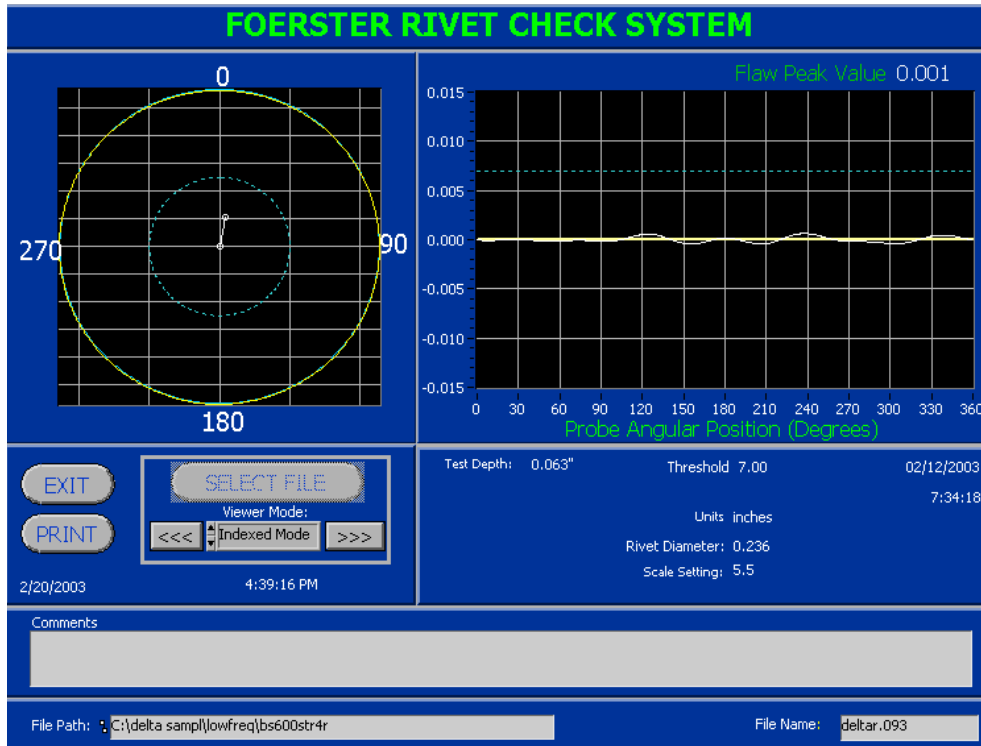 FOERSTER RIVET CHECK SYSTEM
0
270
90
180
Flaw Peak Value 0.001
0.015
0.010
0.005
0.000
-0.005
-0.010
-0.015
0 30 60 90 120 150 180 210 240 270 300 330 360
Probe Angular Position (Degrees)
EXIT
PRINT
SELECT FILE
Viewer Mode:
<<< Indexed Mode >>>
2/20/2003 4:39:16 PM
Test Depth: 0.063" Threshold 7.00 02/12/2003
7:34:18
Units inches
Rivet Diameter: 0.236
Scale Setting: 5.5
Comments
File Path: C:\delta sampl\lowfreq\bs600str4r File Name: deltar.093